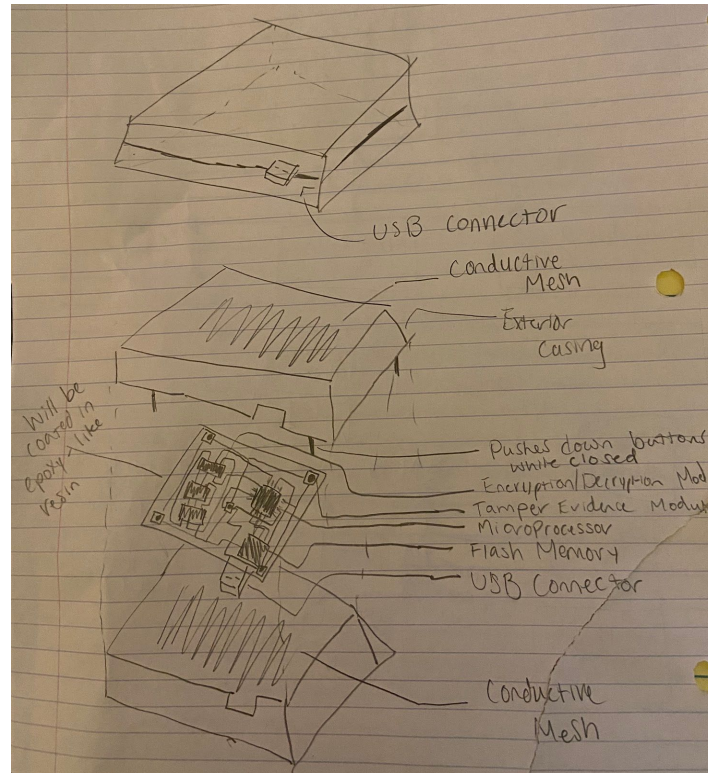 USB Connector
Conductive
Mesh
Exterior
Casing
Will be
coated in
epoxy-like
resin
Pushes down buttons
while closed
Encryption/Decryption Mod
Tamper Evidence Modu
Microprocessor
Flash Memory
USB Connector
Conductive
Mesh